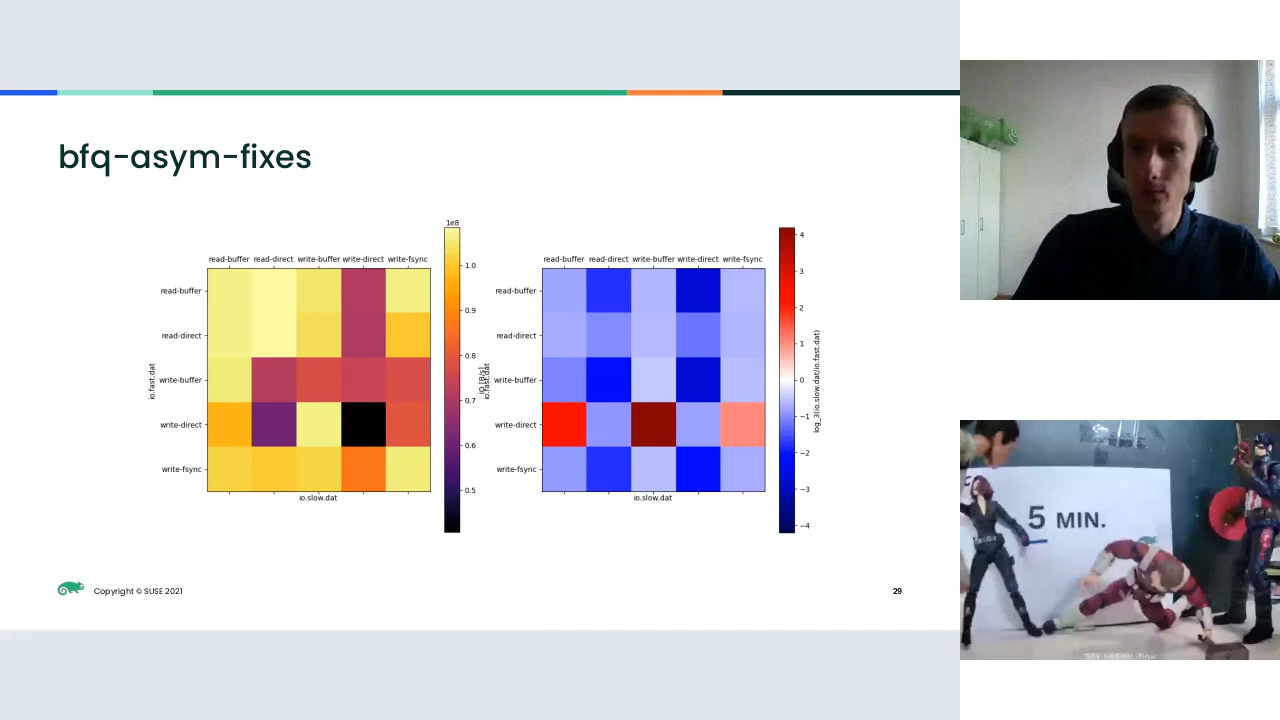 bfq-asym-fixes
1e8
read-buffer read-direct write-buffer write-direct write-fsync
read-buffer
read-direct
write-buffer
write-direct
write-fsync
io.fast.dat
io.slow.dat
1.0
0.9
0.8
0.7
0.6
0.5
IO [B/s]
read-buffer read-direct write-buffer write-direct write-fsync
read-buffer
read-direct
write-buffer
write-direct
write-fsync
io.fast.dat
io.slow.dat
4
3
2
1
0
−1
−2
−3
−4
log_3(io.slow.dat/io.fast.dat)
Copyright © SUSE 2021
29
5 MIN.